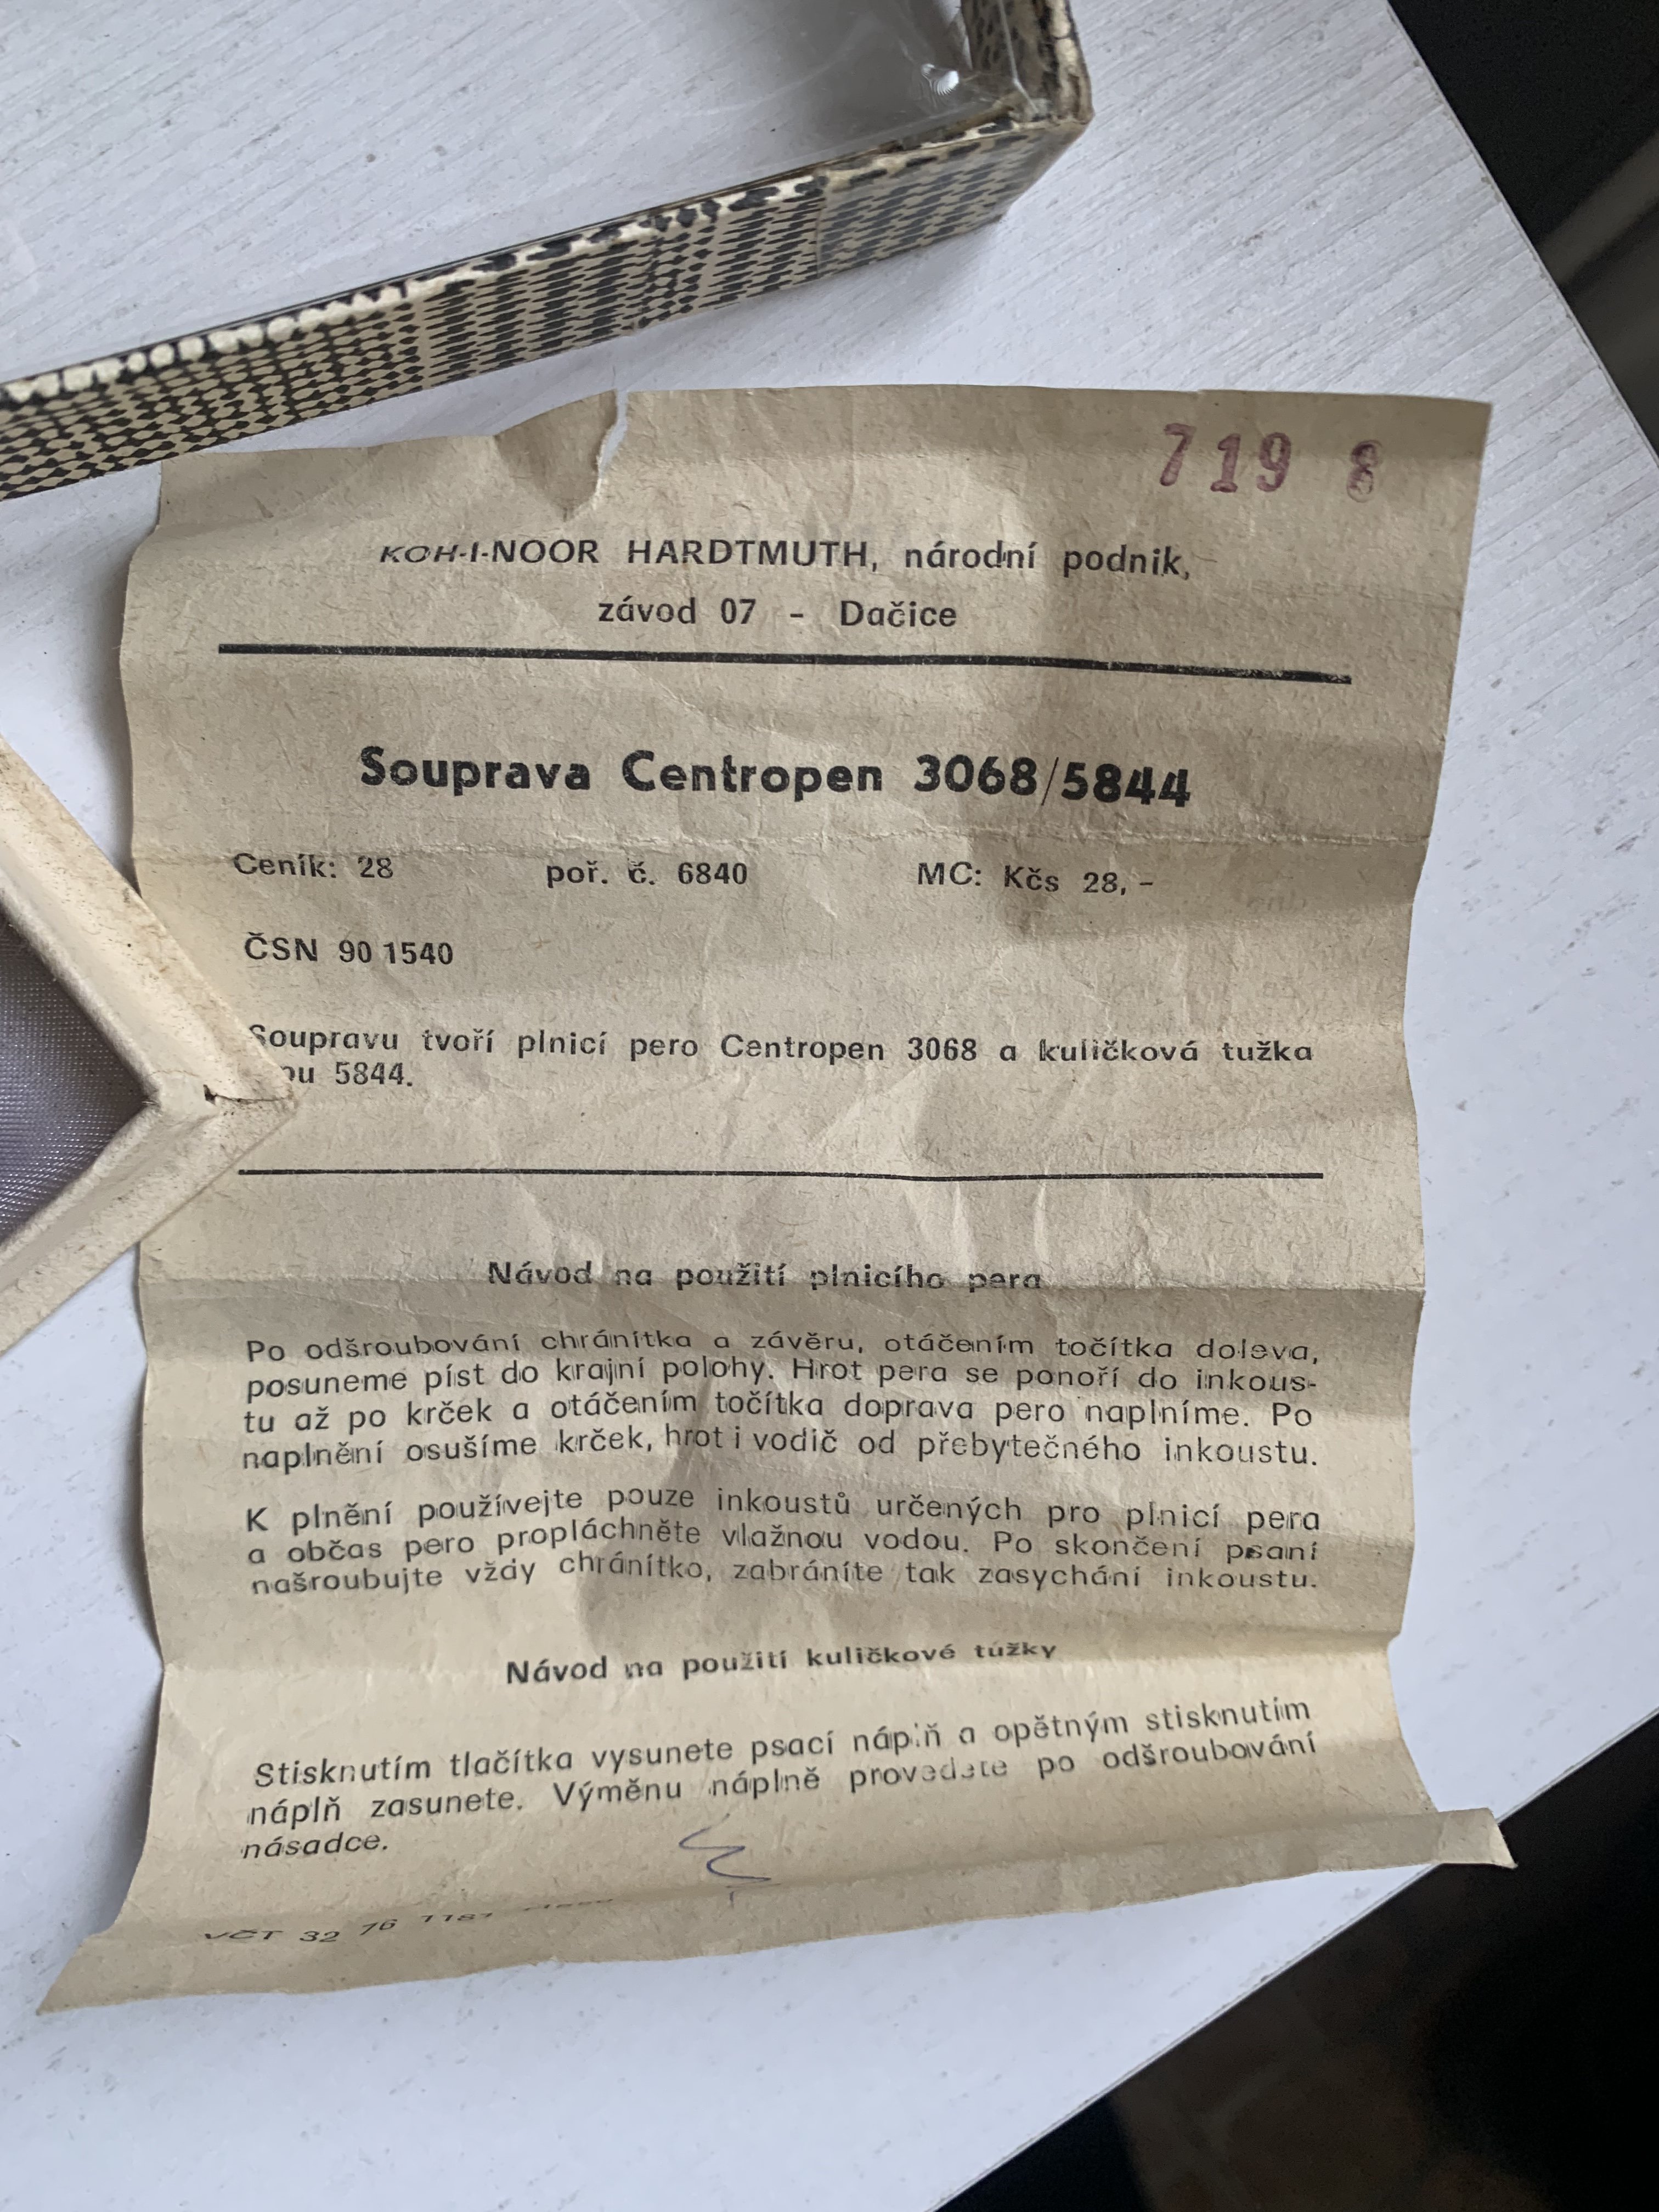 719 8
KOH-I-NOOR HARDTMUTH, národní podnik,
závod 07 - Dačice
Souprava Centropen 3068/5844
Ceník: 28 poř. č. 6840 MC: Kčs 28,-
ČSN 90 1540
Soupravu tvoří plnicí pero Centropen 3068 a kuličková tužka
5844.
Návod na použití plnicího pera
Po odšroubování chránítka a závěru, otáčením točítka doleva,
posuneme píst do krajní polohy. Hrot pera se ponoří do inkous-
tu až po krček a otáčením točítka doprava pero naplníme. Po
naplnění osušíme krček, hrot i vodič od přebytečného inkoustu.
K plnění používejte pouze inkoustů určených pro plnicí pera
a občas pero propláchněte vlažnou vodou. Po skončení psaní
našroubujte vždy chránítko, zabráníte tak zasychání inkoustu.
Návod na použití kuličkové tužky
Stisknutím tlačítka vysunete psací náplň a opětným stisknutím
náplň zasunete. Výměnu náplně provedete po odšroubování
násadce.
VČT 32 76